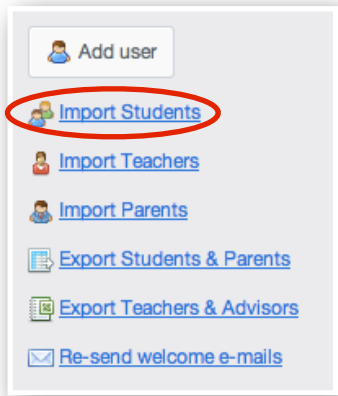 Add user
Import Students
Import Teachers
Import Parents
Export Students & Parents
Export Teachers & Advisors
Re-send welcome e-mails